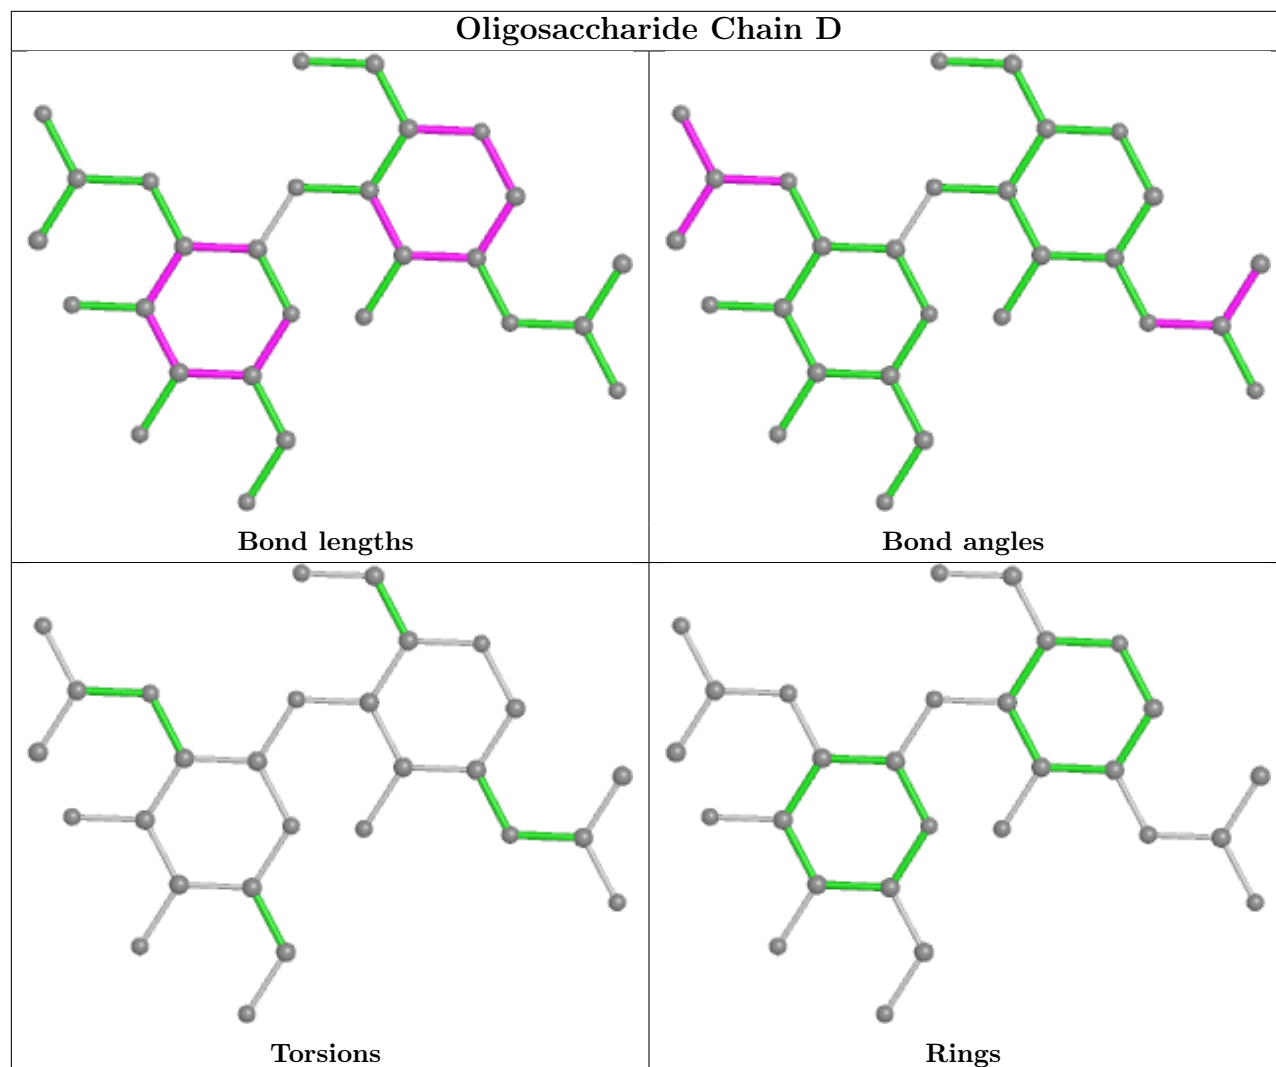 Oligosaccharide Chain D
Bond lengths
Bond angles
Torsions
Rings